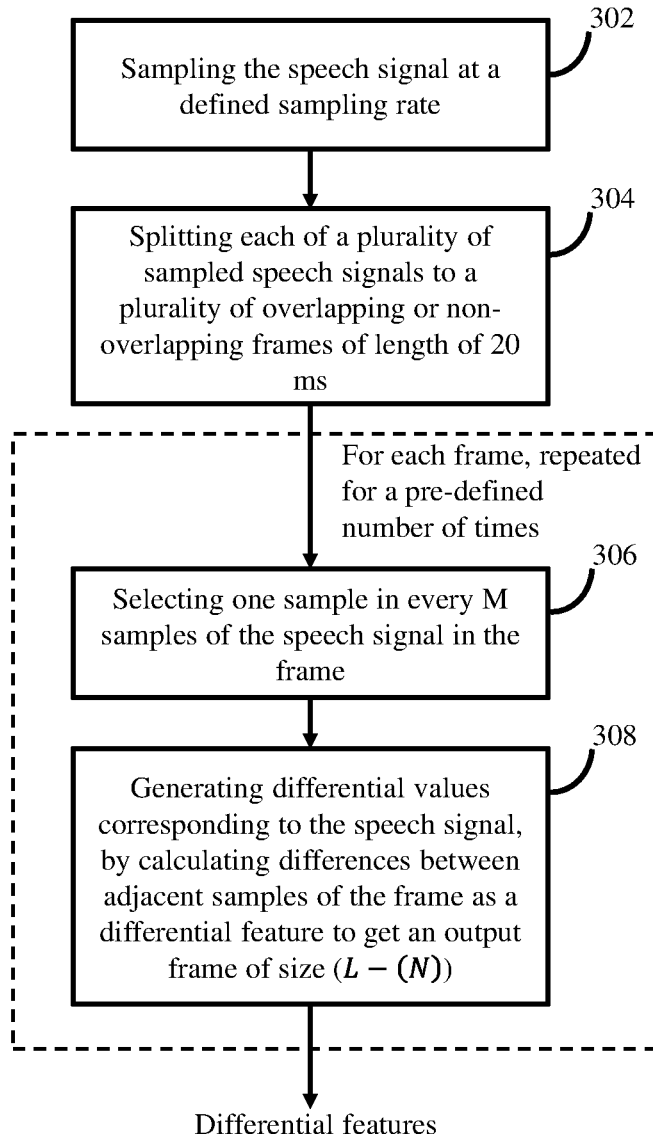 302
Sampling the speech signal at a
defined sampling rate
304
Splitting each of a plurality of
sampled speech signals to a
plurality of overlapping or non-
overlapping frames of length of 20
ms
For each frame, repeated
for a pre-defined
number of times
306
Selecting one sample in every M
samples of the speech signal in the
frame
308
Generating differential values
corresponding to the speech signal,
by calculating differences between
adjacent samples of the frame as a
differential feature to get an output
frame of size (L − (N))
Differential features